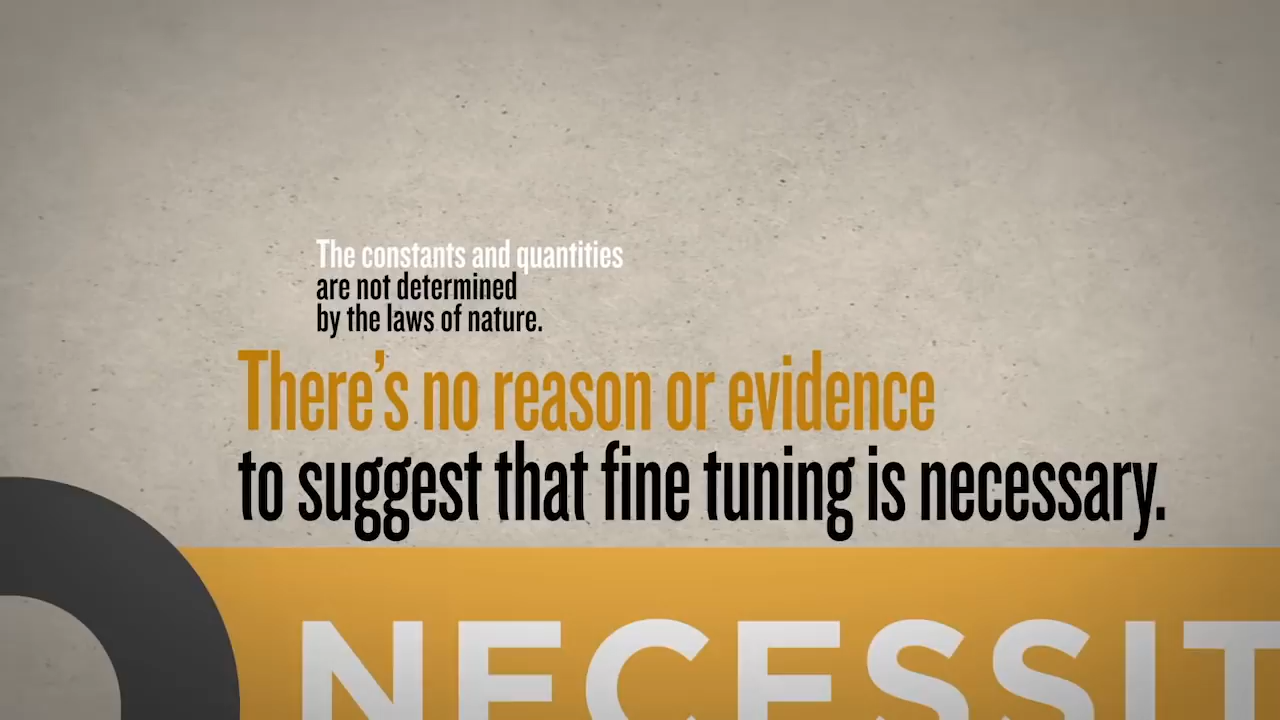 The constants and quantities
are not determined
by the laws of nature.
There's no reason or evidence
to suggest that fine tuning is necessary.
NECESSIT